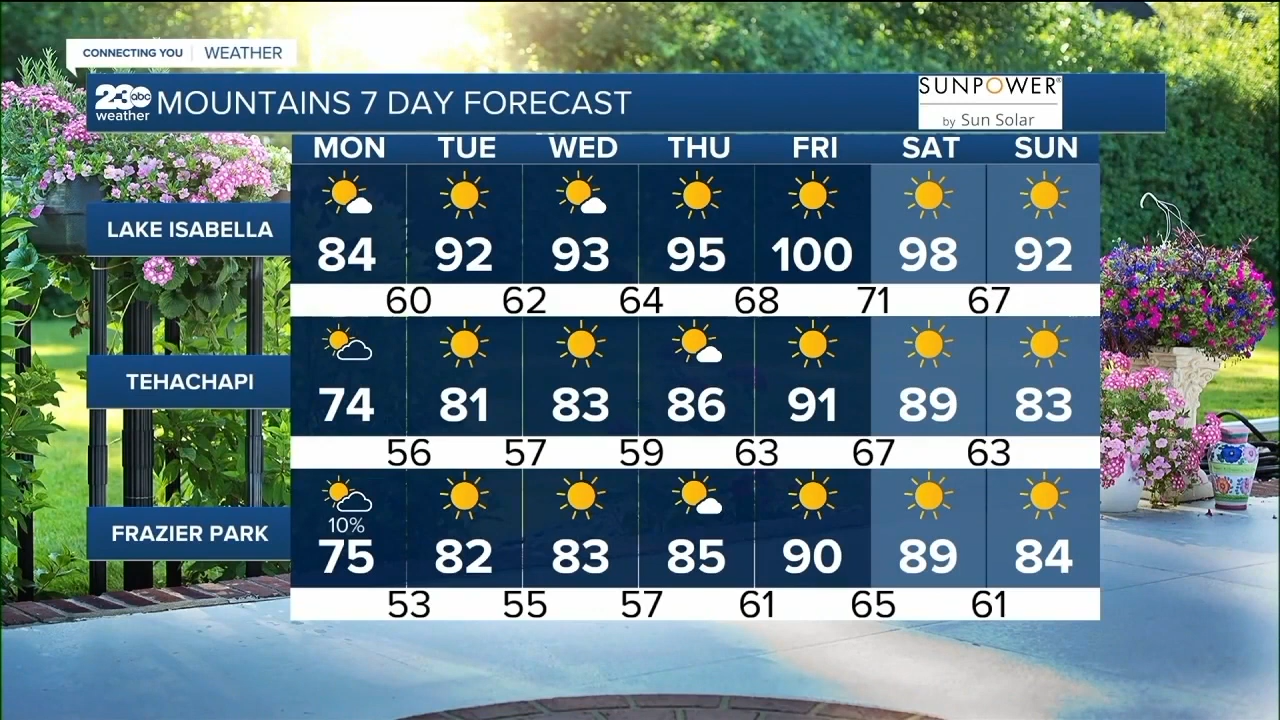 CONNECTING YOU | WEATHER
23 abc weather
MOUNTAINS 7 DAY FORECAST
SUNPOWER®
by Sun Solar
MON TUE WED THU FRI SAT SUN
LAKE ISABELLA
84 92 93 95 100 98 92
60 62 64 68 71 67
TEHACHAPI
74 81 83 86 91 89 83
56 57 59 63 67 63
FRAZIER PARK
10%
75 82 83 85 90 89 84
53 55 57 61 65 61